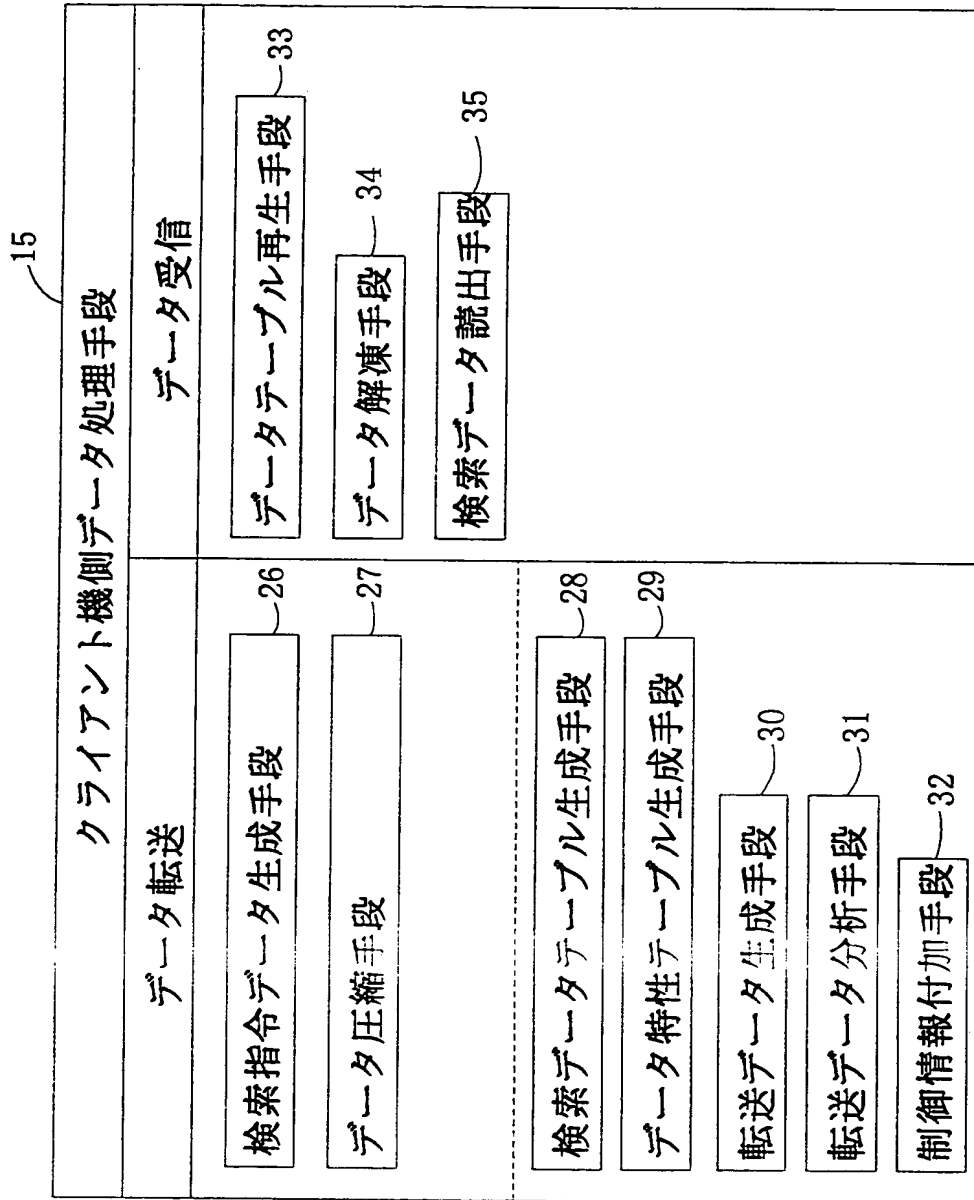 15
クライアント機側データ処理手段
データ転送
検索指令データ生成手段
26
データ圧縮手段
27
検索データテーブル生成手段
28
データ特性テーブル生成手段
29
転送データ生成手段
30
転送データ分析手段
31
制御情報付加手段
32
データ受信
データテーブル再生手段
33
データ解凍手段
34
検索データ読出手段
35